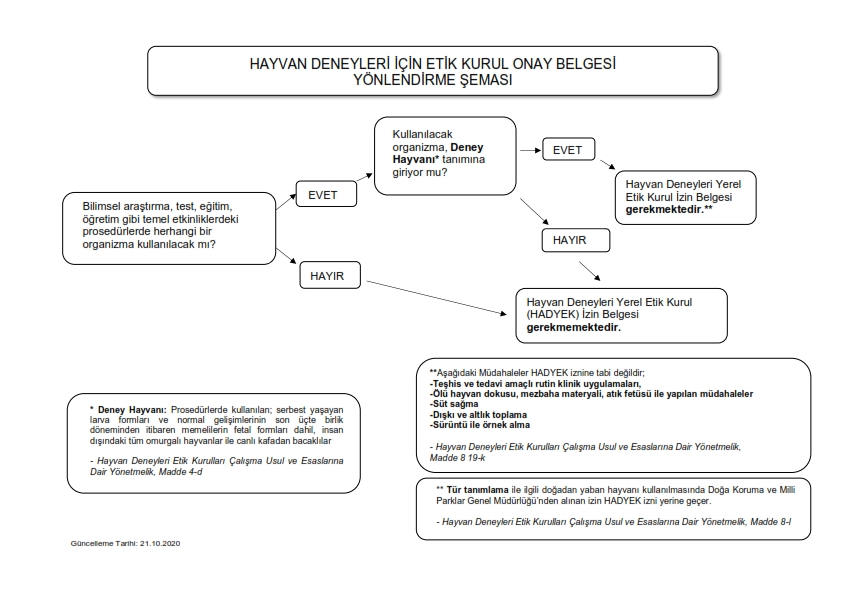 HAYVAN DENEYLERİ İÇİN ETİK KURUL ONAY BELGESİ
YÖNLENDİRME ŞEMASI
Kullanılacak
organizma, Deney
Hayvanı* tanımına
giriyor mu?
EVET
Hayvan Deneyleri Yerel
Etik Kurul İzin Belgesi
gerekmektedir.**
EVET
Bilimsel araştırma, test, eğitim,
öğretim gibi temel etkinliklerdeki
prosedürlerde herhangi bir
organizma kullanılacak mı?
HAYIR
HAYIR
Hayvan Deneyleri Yerel Etik Kurul
(HADYEK) İzin Belgesi
gerekmemektedir.
* Deney Hayvanı: Prosedürlerde kullanılan; serbest yaşayan
larva formları ve normal gelişimlerinin son üçte birlik
döneminden itibaren memelilerin fetal formları dahil, insan
dışındaki tüm omurgalı hayvanlar ile canlı kafadan bacaklılar
- Hayvan Deneyleri Etik Kurulları Çalışma Usul ve Esaslarına
Dair Yönetmelik, Madde 4-d
**Aşağıdaki Müdahaleler HADYEK iznine tabi değildir;
-Teşhis ve tedavi amaçlı rutin klinik uygulamaları,
-Ölü hayvan dokusu, mezbaha materyali, atık fetüsü ile yapılan müdahaleler
-Süt sağma
-Dışkı ve altlık toplama
-Sürüntü ile örnek alma
- Hayvan Deneyleri Etik Kurulları Çalışma Usul ve Esaslarına Dair Yönetmelik,
Madde 8 19-k
** Tür tanımlama ile ilgili doğadan yaban hayvanı kullanılmasında Doğa Koruma ve Milli
Parklar Genel Müdürlüğü'nden alınan izin HADYEK izni yerine geçer.
- Hayvan Deneyleri Etik Kurulları Çalışma Usul ve Esaslarına Dair Yönetmelik, Madde 8-l
Güncelleme Tarihi: 21.10.2020